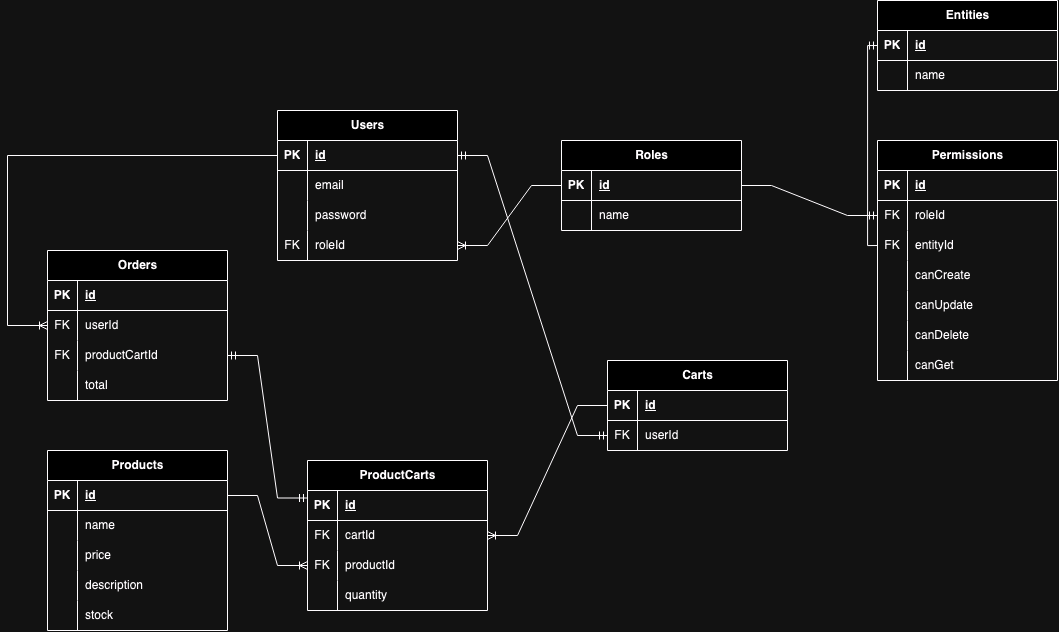 Entities
PK id
name
Users
PK id
email
password
FK roleId
Roles
PK id
name
Permissions
PK id
FK roleId
FK entityId
canCreate
canUpdate
canDelete
canGet
Orders
PK id
FK userId
FK productCartId
total
Carts
PK id
FK userId
Products
PK id
name
price
description
stock
ProductCarts
PK id
FK cartId
FK productId
quantity